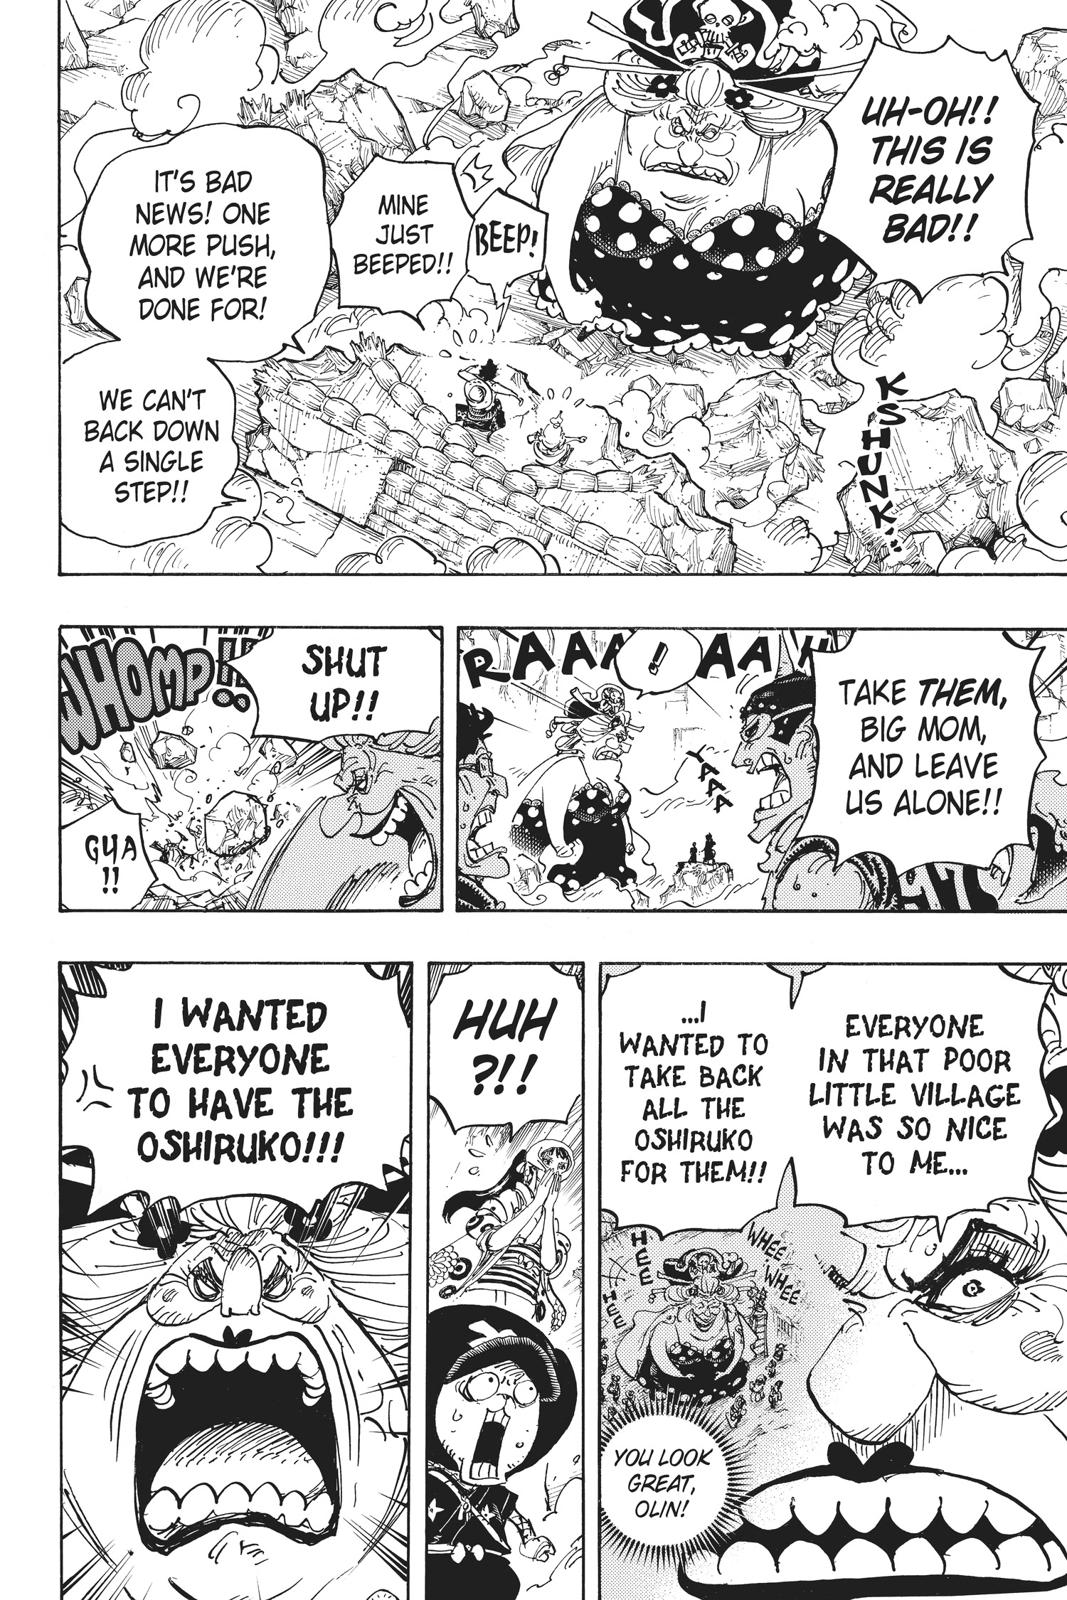 UH-OH!!
THIS IS
REALLY
BAD!!
BEEP!
MINE
JUST
BEEPED!!
IT'S BAD
NEWS! ONE
MORE PUSH,
AND WE'RE
DONE FOR!
WE CAN'T
BACK DOWN
A SINGLE
STEP!!
KSHUNK...
TAKE THEM,
BIG MOM,
AND LEAVE
US ALONE!!
!
RAAA AAH
YAAA
SHUT
UP!!
WHOMP!!
GYA
!!
EVERYONE
IN THAT POOR
LITTLE VILLAGE
WAS SO NICE
TO ME...
...I
WANTED TO
TAKE BACK
ALL THE
OSHIRUKO
FOR THEM!!
WHEE
WHEE
HEE
HEE
YOU LOOK
GREAT,
OLIN!
HUH
?!!
I WANTED
EVERYONE
TO HAVE THE
OSHIRUKO!!!